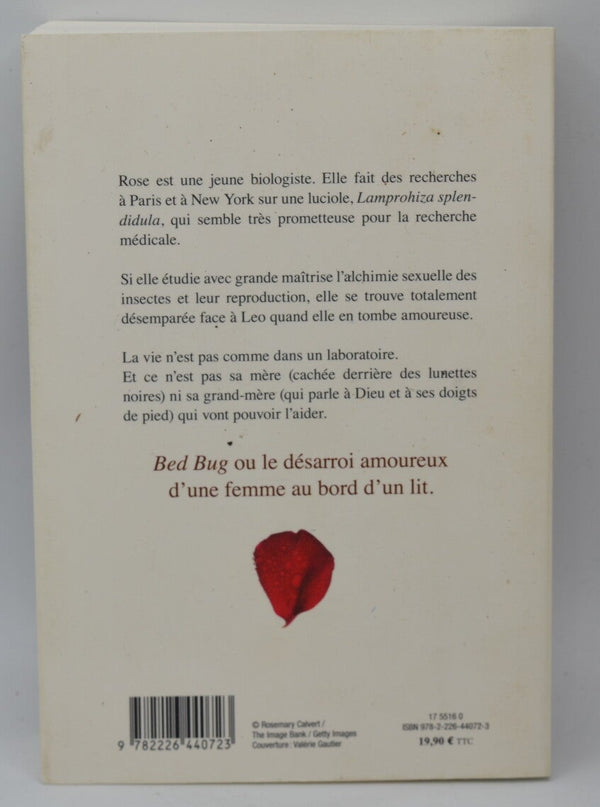 Rose est une jeune biologiste. Elle fait des recherches
à Paris et à New York sur une luciole, Lamprohiza splen-
didula, qui semble très prometteuse pour la recherche
médicale.
Si elle étudie avec grande maîtrise l'alchimie sexuelle des
insectes et leur reproduction, elle se trouve totalement
désemparée face à Leo quand elle en tombe amoureuse.
La vie n'est pas comme dans un laboratoire.
Et ce n'est pas sa mère (cachée derrière des lunettes
noires) ni sa grand-mère (qui parle à Dieu et à ses doigts
de pied) qui vont pouvoir l'aider.
Bed Bug ou le désarroi amoureux
d'une femme au bord d'un lit.
9 782226 440723
© Rosemary Calvert /
The Image Bank / Getty Images
Couverture : Valérie Gautier
17 5516 0
ISBN 978-2-226-44072-3
19,90 € TTC